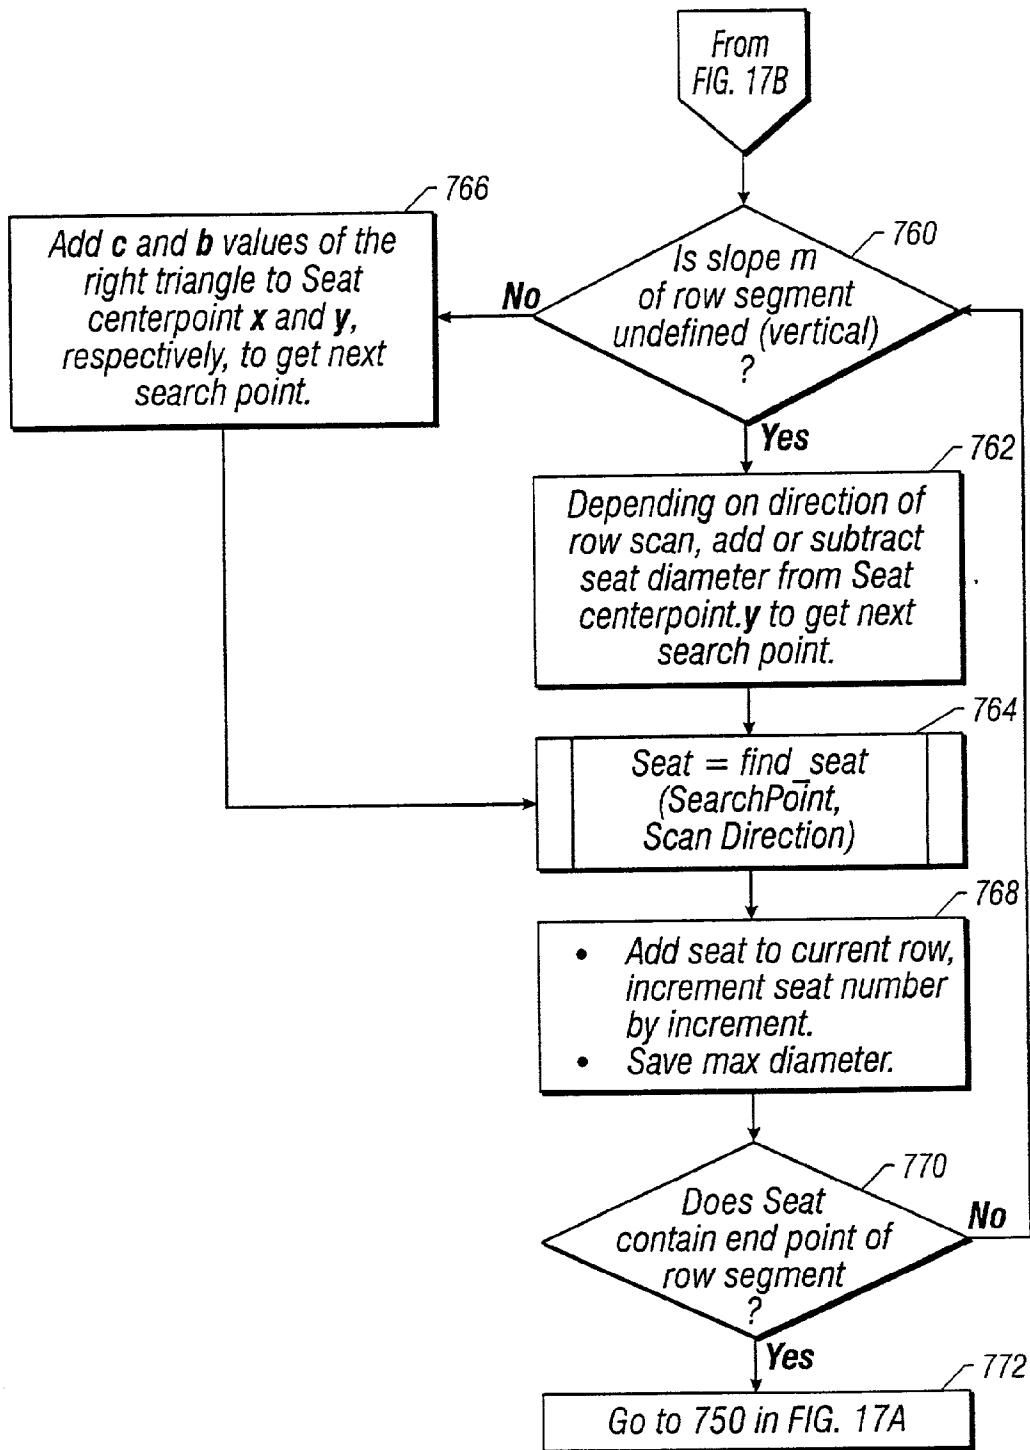 From
FIG. 17B
766
Add c and b values of the
right triangle to Seat
centerpoint x and y,
respectively, to get next
search point.
No
760
Is slope m
of row segment
undefined (vertical)
?
Yes
762
Depending on direction of
row scan, add or subtract
seat diameter from Seat
centerpoint.y to get next
search point.
764
Seat = find_seat
(SearchPoint,
Scan Direction)
768
• Add seat to current row,
increment seat number
by increment.
• Save max diameter.
770
Does Seat
contain end point of
row segment
?
No
Yes
772
Go to 750 in FIG. 17A